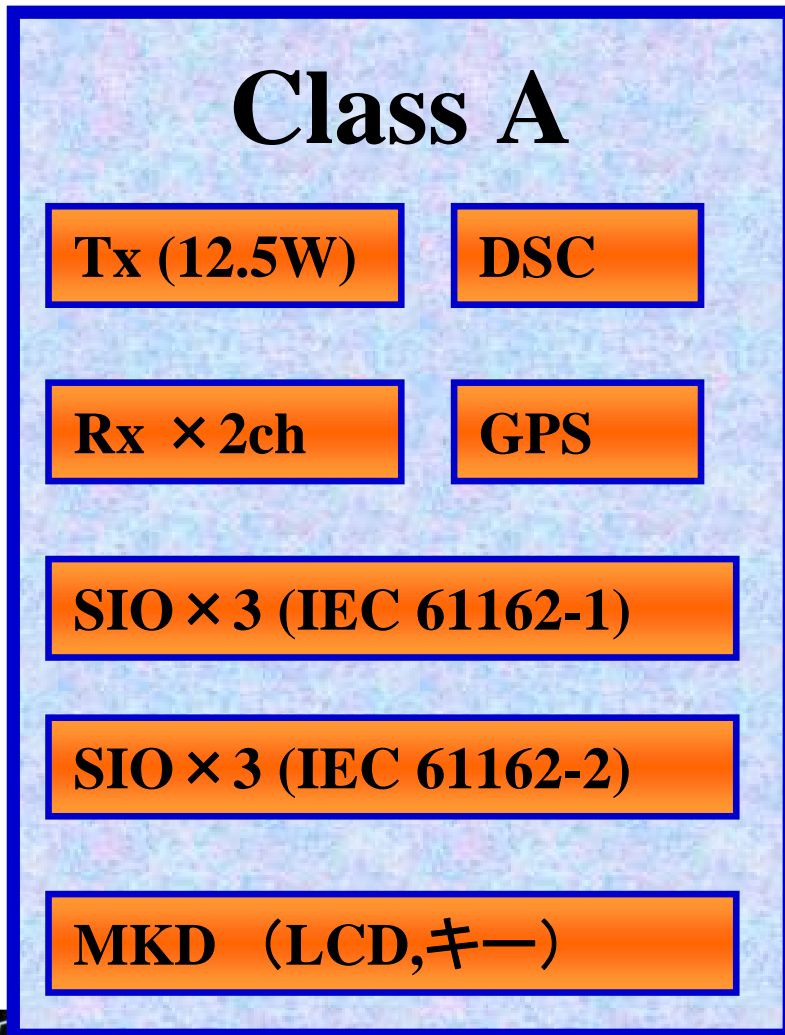 Class A
Tx (12.5W)
DSC
Rx ×2ch
GPS
SIO×3 (IEC 61162-1)
SIO×3 (IEC 61162-2)
MKD （LCD,キー）